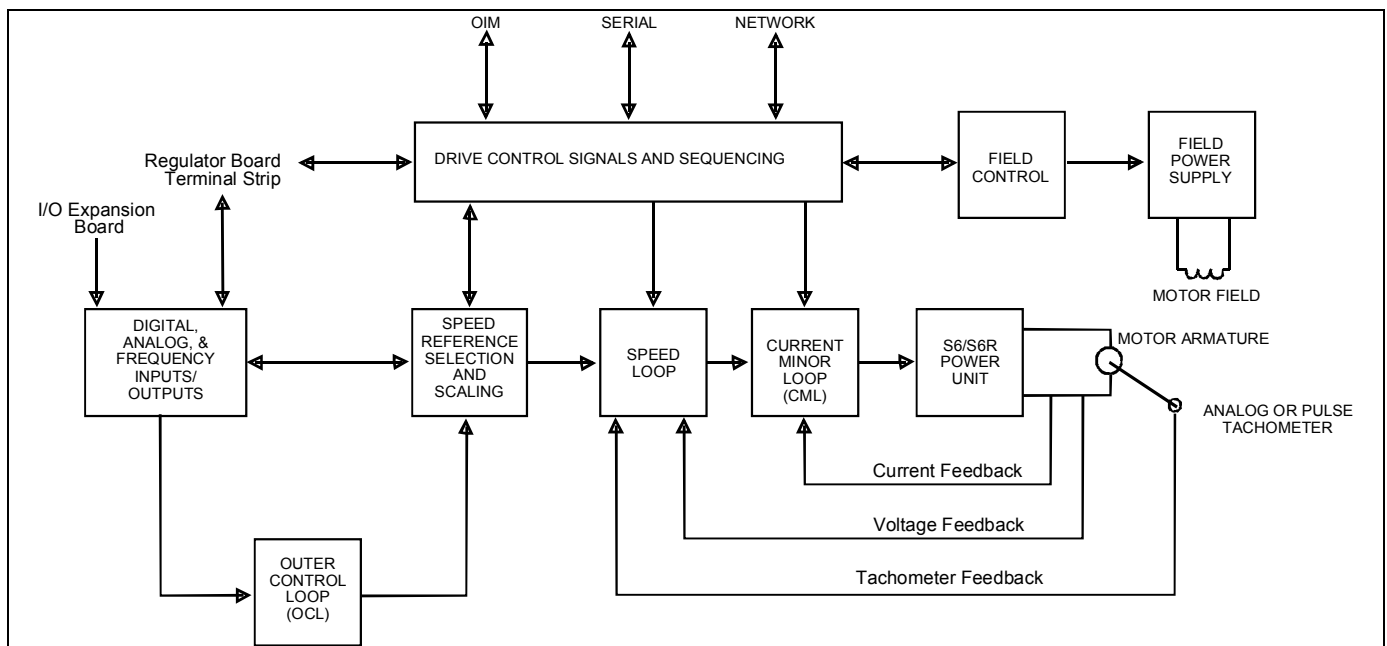 OIM
SERIAL
NETWORK
DRIVE CONTROL SIGNALS AND SEQUENCING
FIELD
CONTROL
FIELD
POWER
SUPPLY
Regulator Board
Terminal Strip
I/O Expansion
Board
MOTOR FIELD
DIGITAL,
ANALOG, &
FREQUENCY
INPUTS/
OUTPUTS
SPEED
REFERENCE
SELECTION
AND
SCALING
SPEED
LOOP
CURRENT
MINOR
LOOP
(CML)
S6/S6R
POWER
UNIT
MOTOR ARMATURE
ANALOG OR PULSE
TACHOMETER
Current Feedback
Voltage Feedback
Tachometer Feedback
OUTER
CONTROL
LOOP
(OCL)